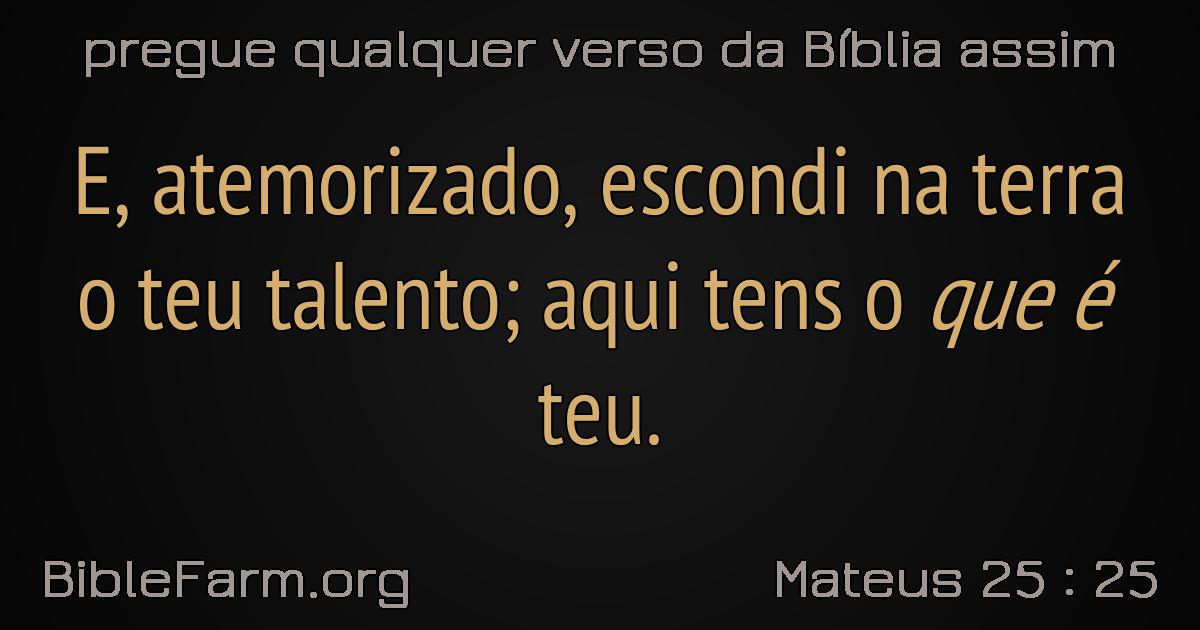 pregue qualquer verso da Bíblia assim
E, atemorizado, escondi na terra
o teu talento; aqui tens o que é
teu.
BibleFarm.org
Mateus 25 : 25